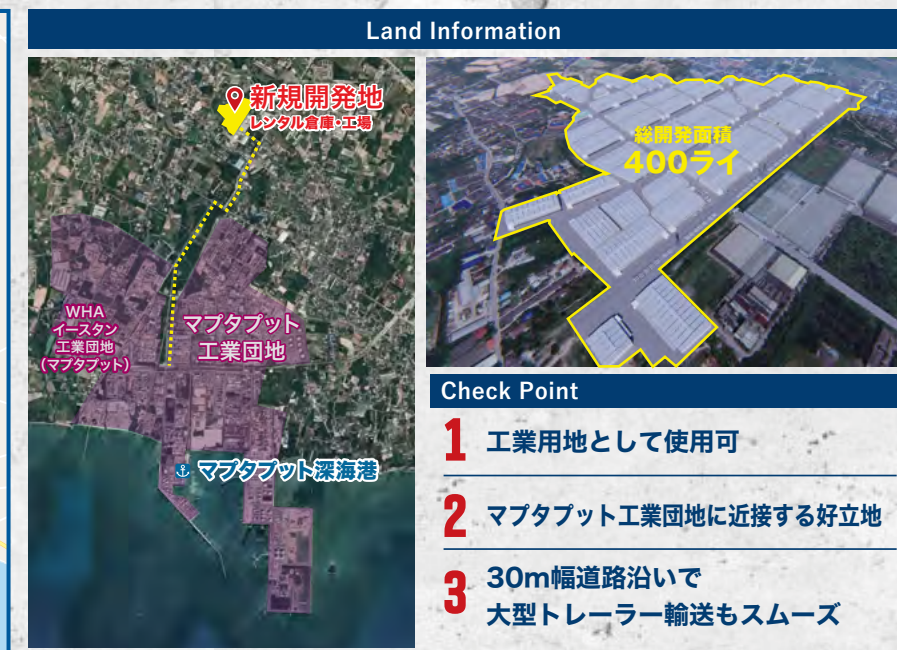 Land Information
新規開発地
レンタル倉庫・工場
WHA
イースタン
工業団地
(マプタプット)
マプタプット
工業団地
マプタプット深海港
総開発面積
400ライ
Check Point
1 工業用地として使用可
2 マプタプット工業団地に近接する好立地
3 30m幅道路沿いで
大型トレーラー輸送もスムーズ